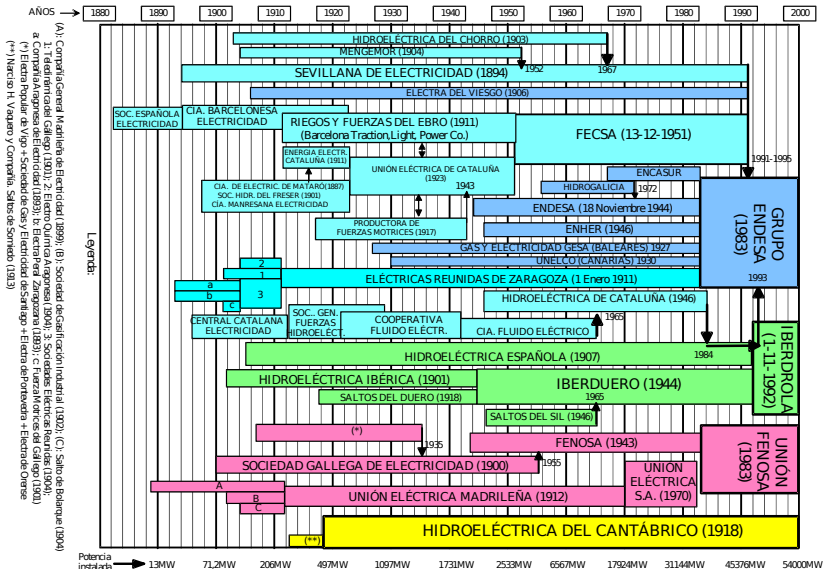 AÑOS
1880 1890 1900 1910 1920 1930 1940 1950 1960 1970 1980 1990 2000
HIDROELÉCTRICA DEL CHORRO (1903)
MENGEMOR (1904)
1952
1967
SEVILLANA DE ELECTRICIDAD (1894)
ELECTRA DEL VIESGO (1906)
SOC. ESPAÑOLA
ELECTRICIDAD
CIA. BARCELONESA
ELECTRICIDAD
RIEGOS Y FUERZAS DEL EBRO (1911)
(Barcelona Traction,Light, Power Co.)
FECSA (13-12-1951)
ENERGIA ELECTR.
CATALUÑA (1911)
UNIÓN ELÉCTRICA DE CATALUÑA
(1923)
1943
1991-1995
ENCASUR
HIDROGALICIA
1972
CIA. DE ELECTRIC. DE MATARÓ(1887)
SOC. HIDR. DEL FRESER (1901)
CÍA. MANRESANA ELECTRICIDAD
ENDESA (18 Noviembre 1944)
PRODUCTORA DE
FUERZAS MOTRICES (1917)
ENHER (1946)
GAS Y ELECTRICIDAD GESA (BALEARES) 1927
UNELCO (CANARIAS) 1930
GRUPO
ENDESA
(1983)
1993
2
1
3
a
b
c
ELÉCTRICAS REUNIDAS DE ZARAGOZA (1 Enero 1911)
HIDROELÉCTRICA DE CATALUÑA (1946)
CENTRAL CATALANA
ELECTRICIDAD
SOC.. GEN.
FUERZAS
HIDROELECT.
COOPERATIVA
FLUIDO ELÉCTR.
CIA. FLUIDO ELÉCTRICO
1965
1984
HIDROELÉCTRICA ESPAÑOLA (1907)
HIDROELÉCTRICA IBÉRICA (1901)
SALTOS DEL DUERO (1918)
IBERDUERO (1944)
1965
SALTOS DEL SIL (1946)
IBERDROLA
(1-11-1992)
(*)
1935
FENOSA (1943)
SOCIEDAD GALLEGA DE ELECTRICIDAD (1900)
1955
A
B
C
UNIÓN ELÉCTRICA MADRILEÑA (1912)
UNIÓN
ELÉCTRICA
S.A. (1970)
UNIÓN
FENOSA
(1983)
(**)
HIDROELÉCTRICA DEL CANTÁBRICO (1918)
Potencia
instalada
13MW 71,2MW 206MW 497MW 1097MW 1731MW 2533MW 6567MW 17924MW 31144MW 45376MW 54000MW
Leyenda:
(A): Compañía General Madrileña de Electricidad (1890); (B): Sociedad de Gasificación Industrial (1902); (C): Salto de Bolarque (1904)
1: Teledinámica del Gállego (1901); 2: Electro Química Aragonesa (1904); 3: Sociedades Electricas Reunidas (1904);
a: Compañía Aragonesa de Electricidad (1893); b: Electra Peral Zaragozana (1893); c: Fuerza Motrices del Gállego (1901)
(*) Electra Popular de Vigo + Sociedad de Gas y Electricidad de Santiago + Electra de Pontevedra + Electra de Orense
(**) Narciso H. Vaquero y Compañía. Saltos de Somiedo (1913)